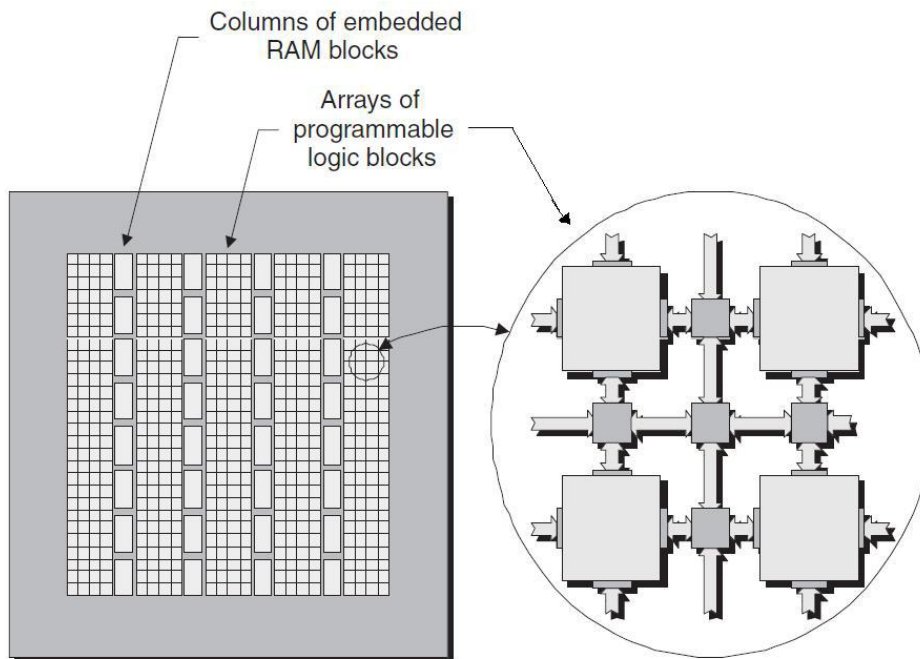 Columns of embedded
RAM blocks
Arrays of
programmable
logic blocks